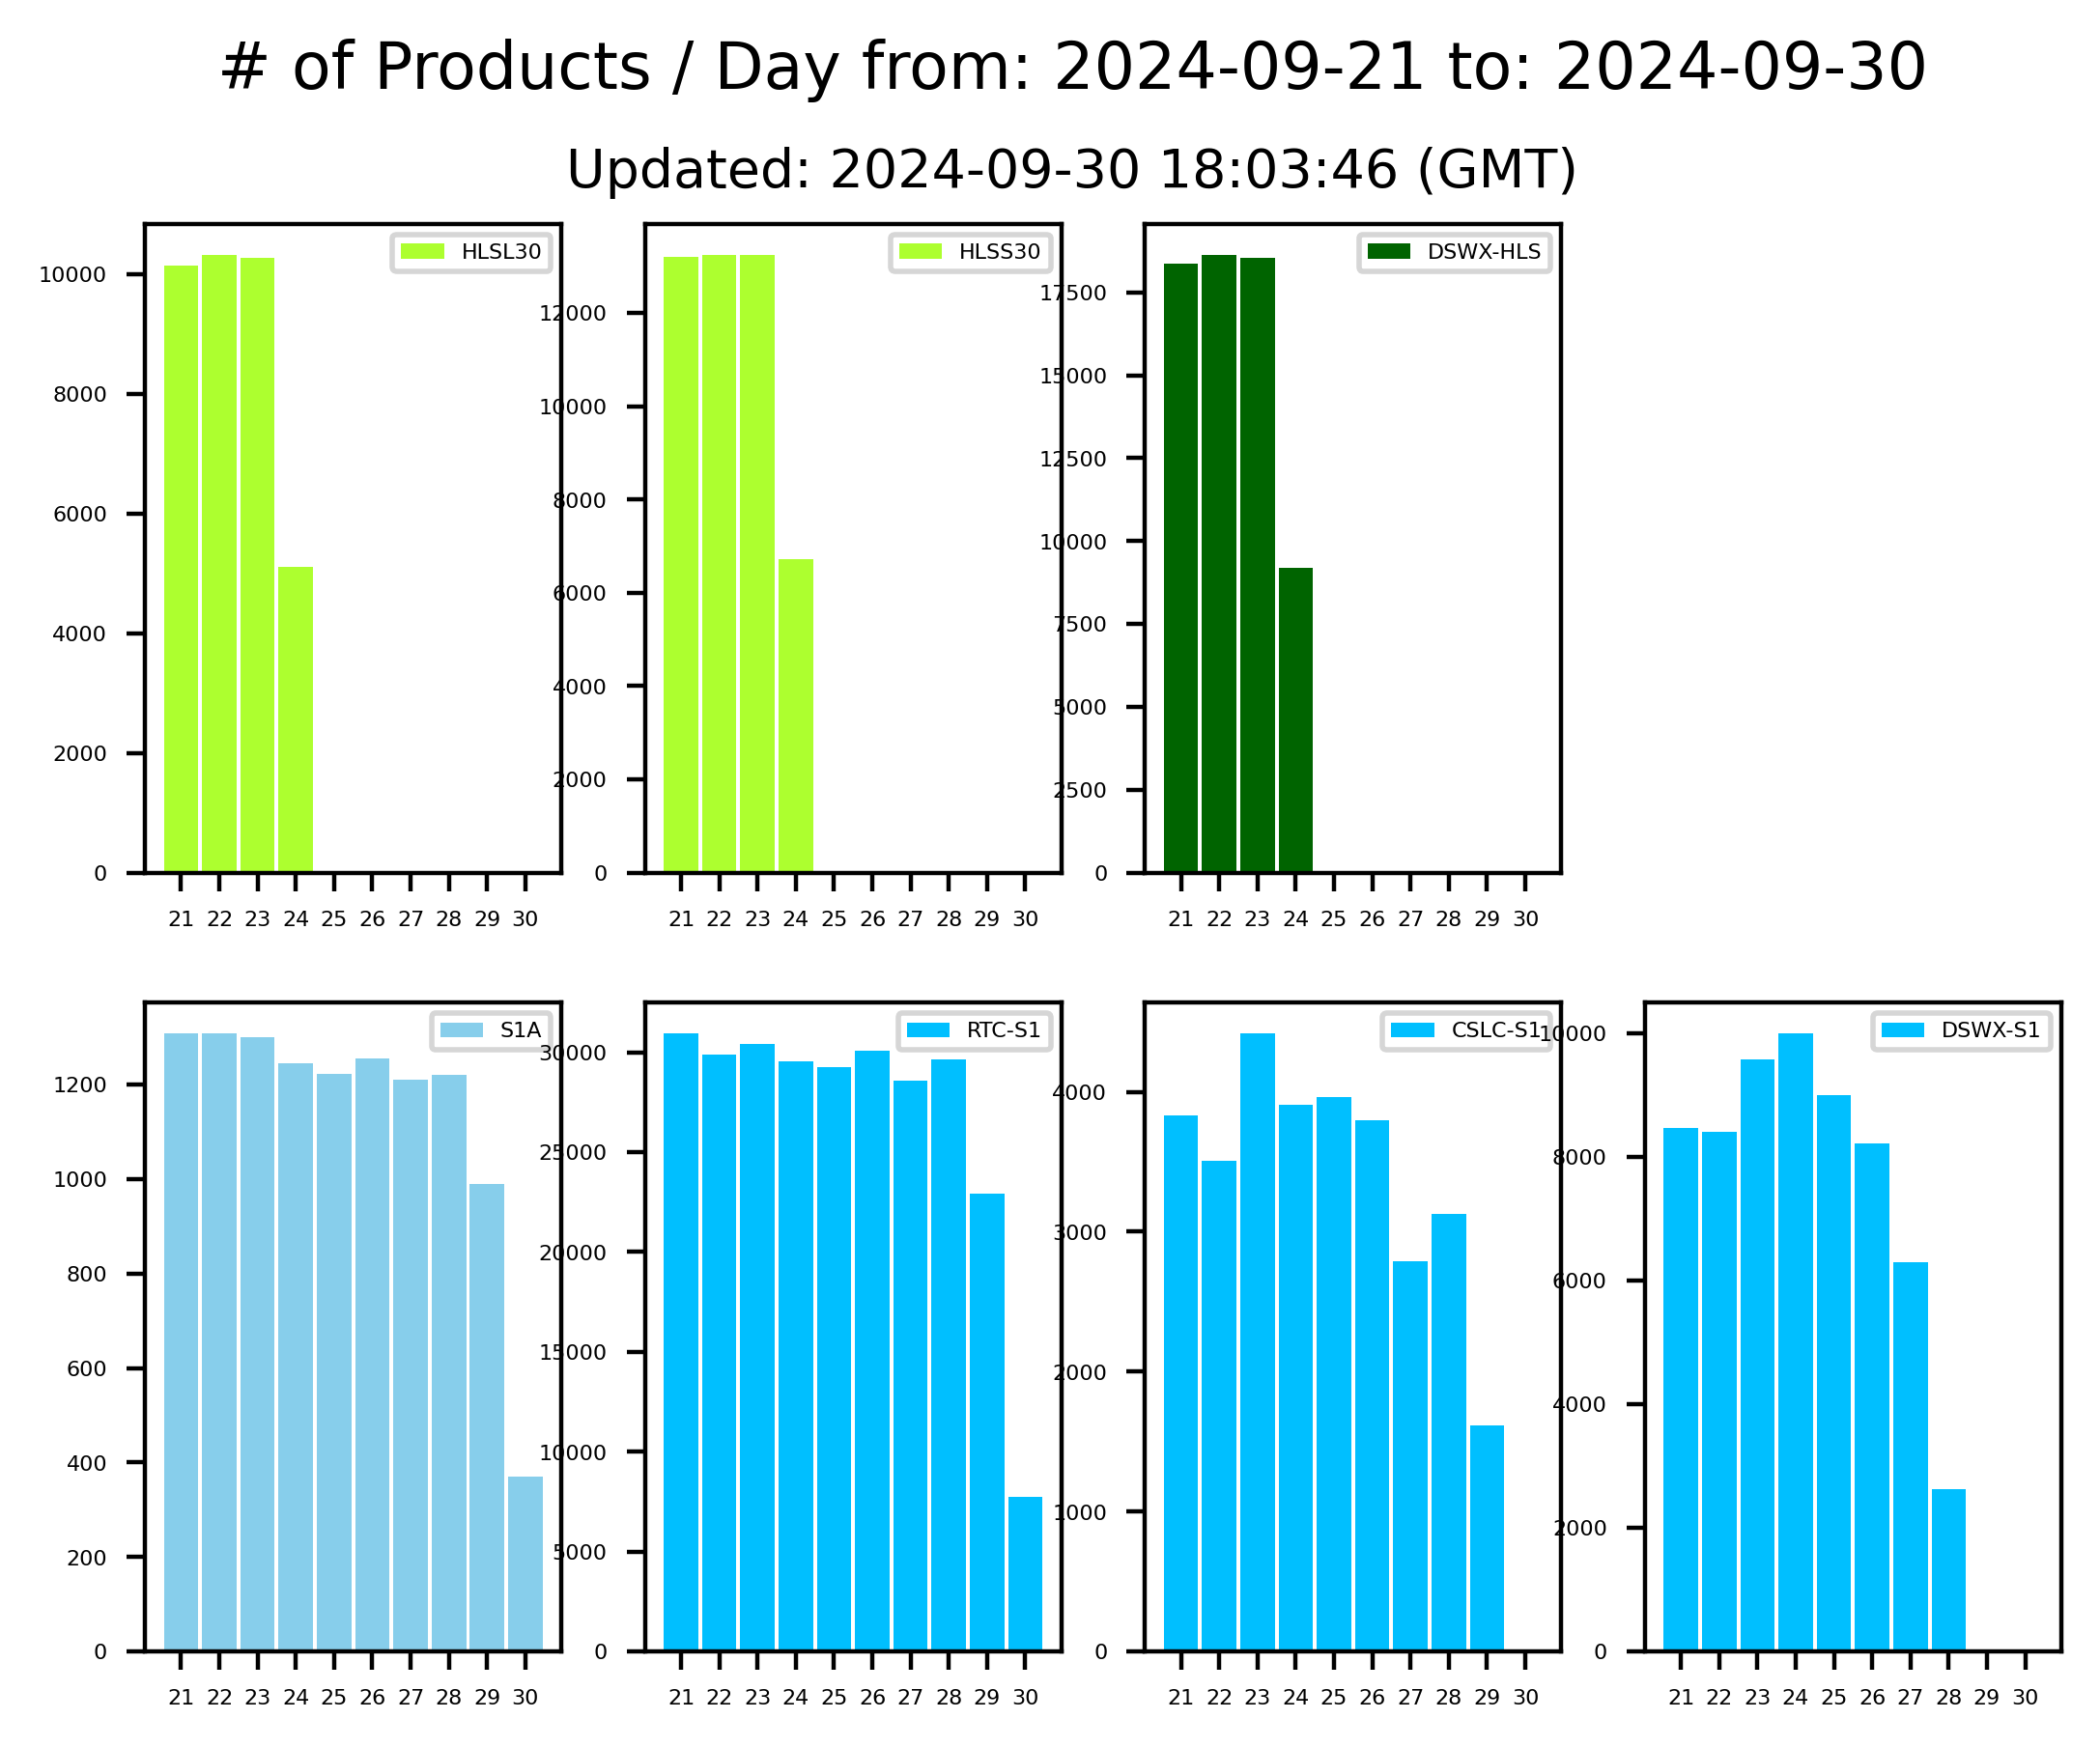 # of Products / Day from: 2024-09-21 to: 2024-09-30
Updated: 2024-09-30 18:03:46 (GMT)
HLSL30
10000
8000
6000
4000
2000
0
21 22 23 24 25 26 27 28 29 30
HLSS30
12000
10000
8000
6000
4000
2000
0
21 22 23 24 25 26 27 28 29 30
DSWX-HLS
17500
15000
12500
10000
7500
5000
2500
0
21 22 23 24 25 26 27 28 29 30
S1A
1200
1000
800
600
400
200
0
21 22 23 24 25 26 27 28 29 30
RTC-S1
30000
25000
20000
15000
10000
5000
0
21 22 23 24 25 26 27 28 29 30
CSLC-S1
4000
3000
2000
1000
0
21 22 23 24 25 26 27 28 29 30
DSWX-S1
10000
8000
6000
4000
2000
0
21 22 23 24 25 26 27 28 29 30